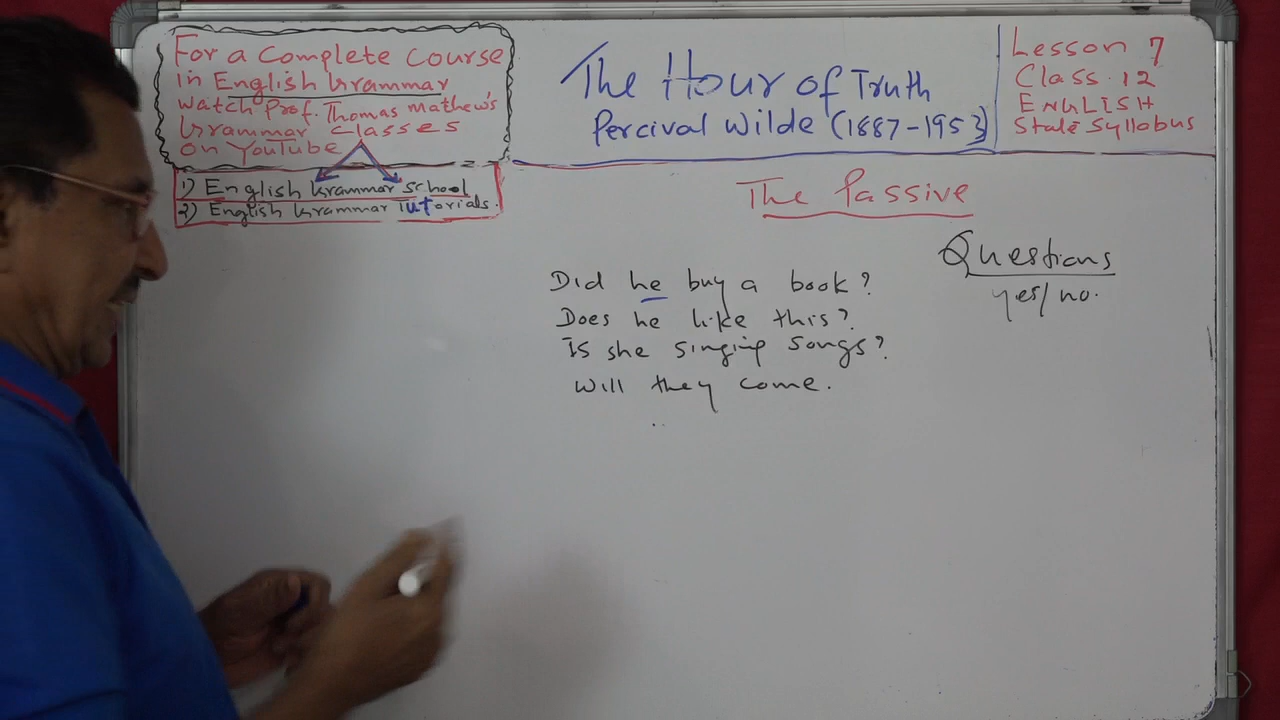 For a Complete Course
in English Grammar
Watch Prof. Thomas mathew's
Grammar classes
on YouTube
1) English Grammar school
2) English Grammar Tutorials.
The Hour of Truth
Percival Wilde (1887-1953)
Lesson 7
Class 12
ENGLISH
State Syllabus
The Passive
Questions
yes/no.
Did he buy a book?
Does he like this?
Is she singing songs?
Will they come.